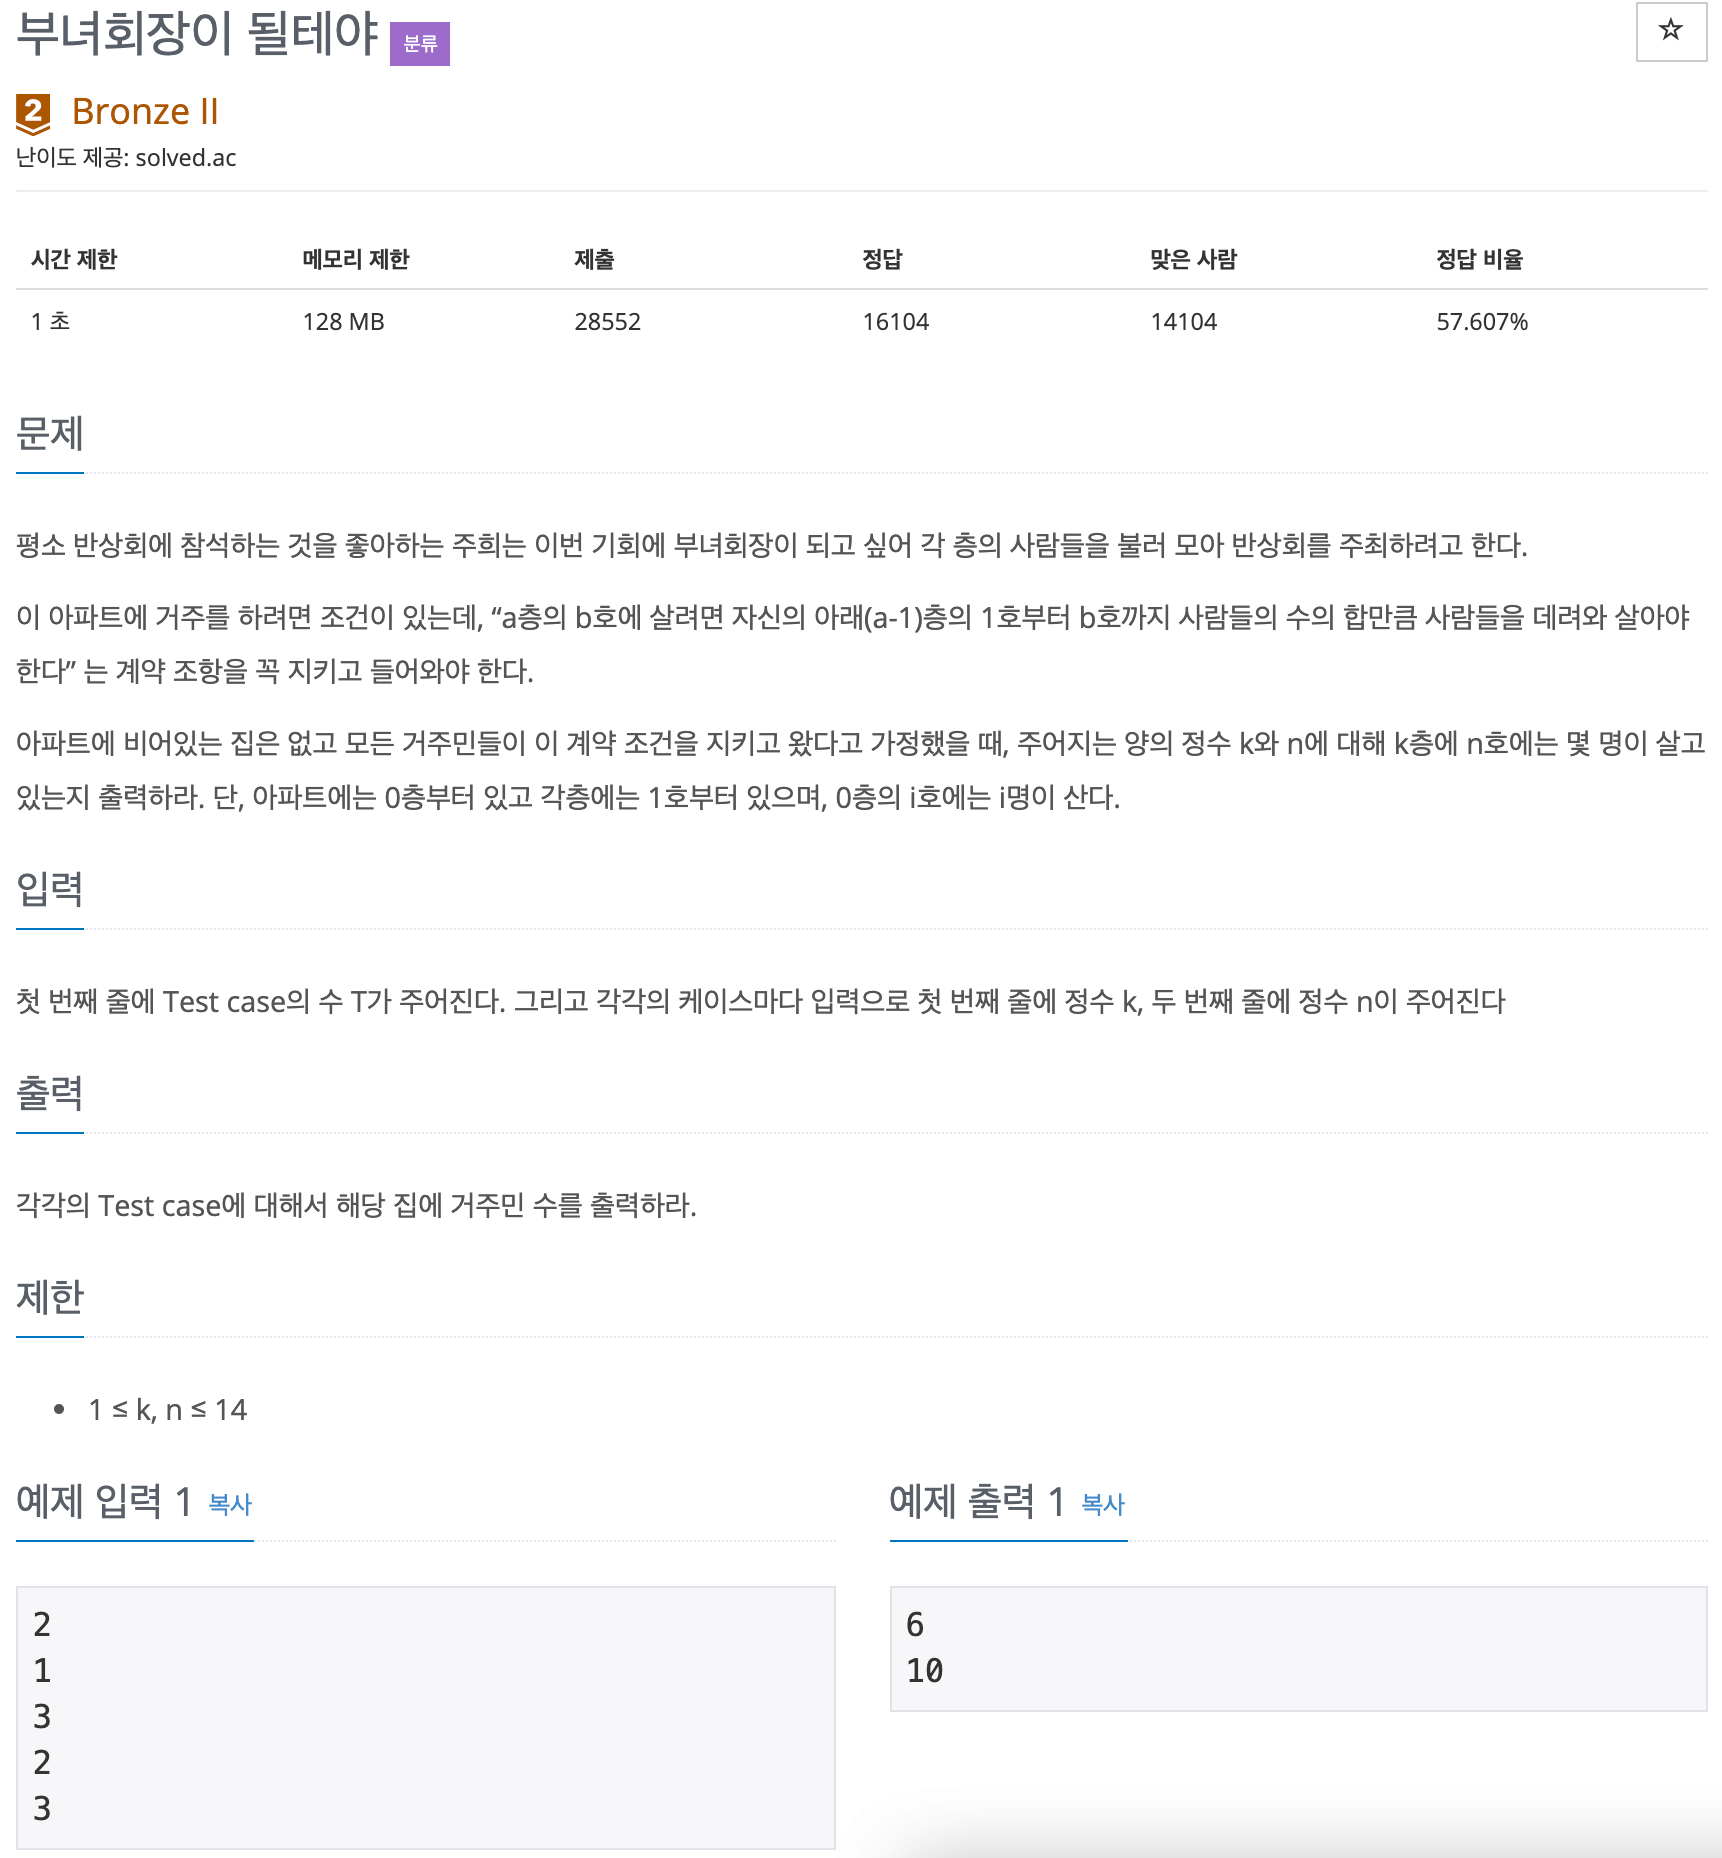 부녀회장이 될테야 분류
☆
2 Bronze II
난이도 제공: solved.ac
시간 제한 메모리 제한 제출 정답 맞은 사람 정답 비율
1 초 128 MB 28552 16104 14104 57.607%
문제
평소 반상회에 참석하는 것을 좋아하는 주희는 이번 기회에 부녀회장이 되고 싶어 각 층의 사람들을 불러 모아 반상회를 주최하려고 한다.
이 아파트에 거주를 하려면 조건이 있는데, “a층의 b호에 살려면 자신의 아래(a-1)층의 1호부터 b호까지 사람들의 수의 합만큼 사람들을 데려와 살아야
한다” 는 계약 조항을 꼭 지키고 들어와야 한다.
아파트에 비어있는 집은 없고 모든 거주민들이 이 계약 조건을 지키고 왔다고 가정했을 때, 주어지는 양의 정수 k와 n에 대해 k층에 n호에는 몇 명이 살고
있는지 출력하라. 단, 아파트에는 0층부터 있고 각층에는 1호부터 있으며, 0층의 i호에는 i명이 산다.
입력
첫 번째 줄에 Test case의 수 T가 주어진다. 그리고 각각의 케이스마다 입력으로 첫 번째 줄에 정수 k, 두 번째 줄에 정수 n이 주어진다
출력
각각의 Test case에 대해서 해당 집에 거주민 수를 출력하라.
제한
• 1 ≤ k, n ≤ 14
예제 입력 1 복사
2
1
3
2
3
예제 출력 1 복사
6
10